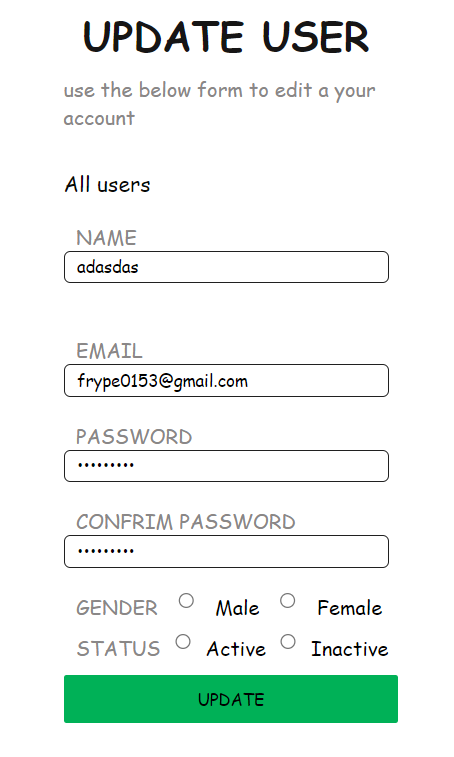 UPDATE USER
use the below form to edit a your
account
All users
NAME
adasdas
EMAIL
frype0153@gmail.com
PASSWORD
•••••••••
CONFRIM PASSWORD
•••••••••
GENDER Male Female
STATUS Active Inactive
UPDATE